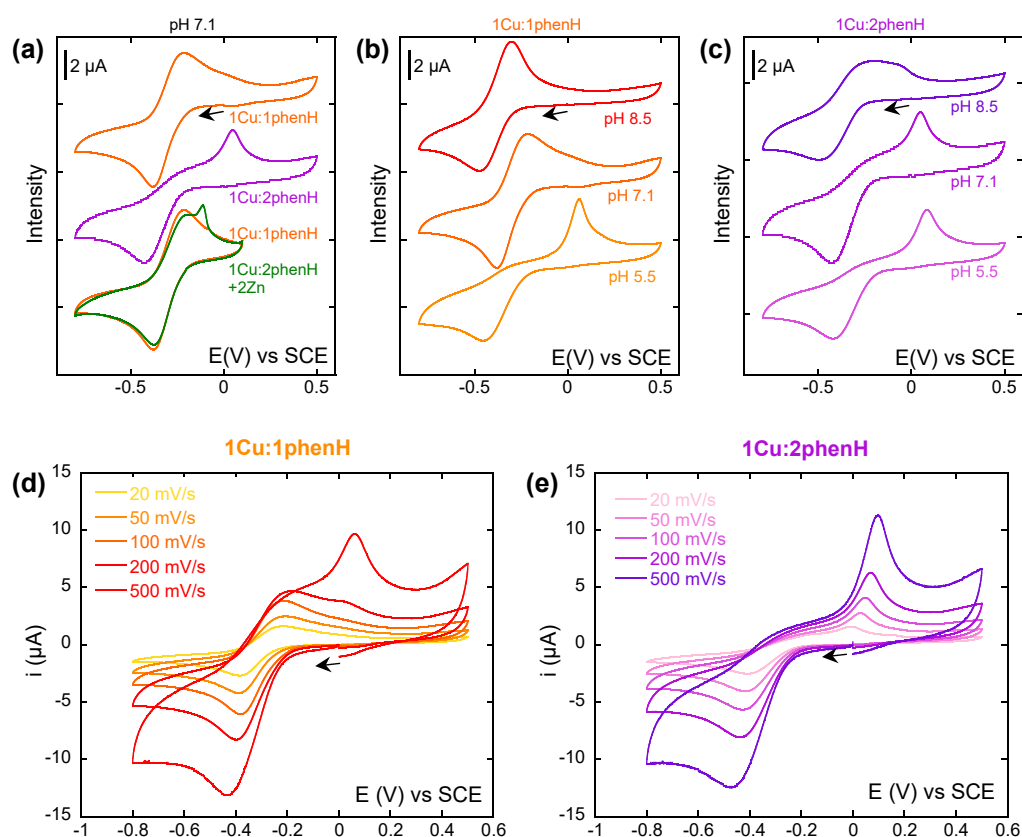 (a)
pH 7.1
2 µA
1Cu:1phenH
1Cu:2phenH
1Cu:1phenH
1Cu:2phenH
+2Zn
Intensity
E(V) vs SCE
-0.5
0
0.5
(b)
1Cu:1phenH
2 µA
pH 8.5
pH 7.1
pH 5.5
Intensity
E(V) vs SCE
-0.5
0
0.5
(c)
1Cu:2phenH
2 µA
pH 8.5
pH 7.1
pH 5.5
Intensity
E(V) vs SCE
-0.5
0
0.5
(d)
1Cu:1phenH
20 mV/s
50 mV/s
100 mV/s
200 mV/s
500 mV/s
i (µA)
15
10
5
0
-5
-10
-15
E (V) vs SCE
-1
-0.8
-0.6
-0.4
-0.2
0
0.2
0.4
0.6
(e)
1Cu:2phenH
20 mV/s
50 mV/s
100 mV/s
200 mV/s
500 mV/s
i (µA)
15
10
5
0
-5
-10
-15
E (V) vs SCE
-1
-0.8
-0.6
-0.4
-0.2
0
0.2
0.4
0.6